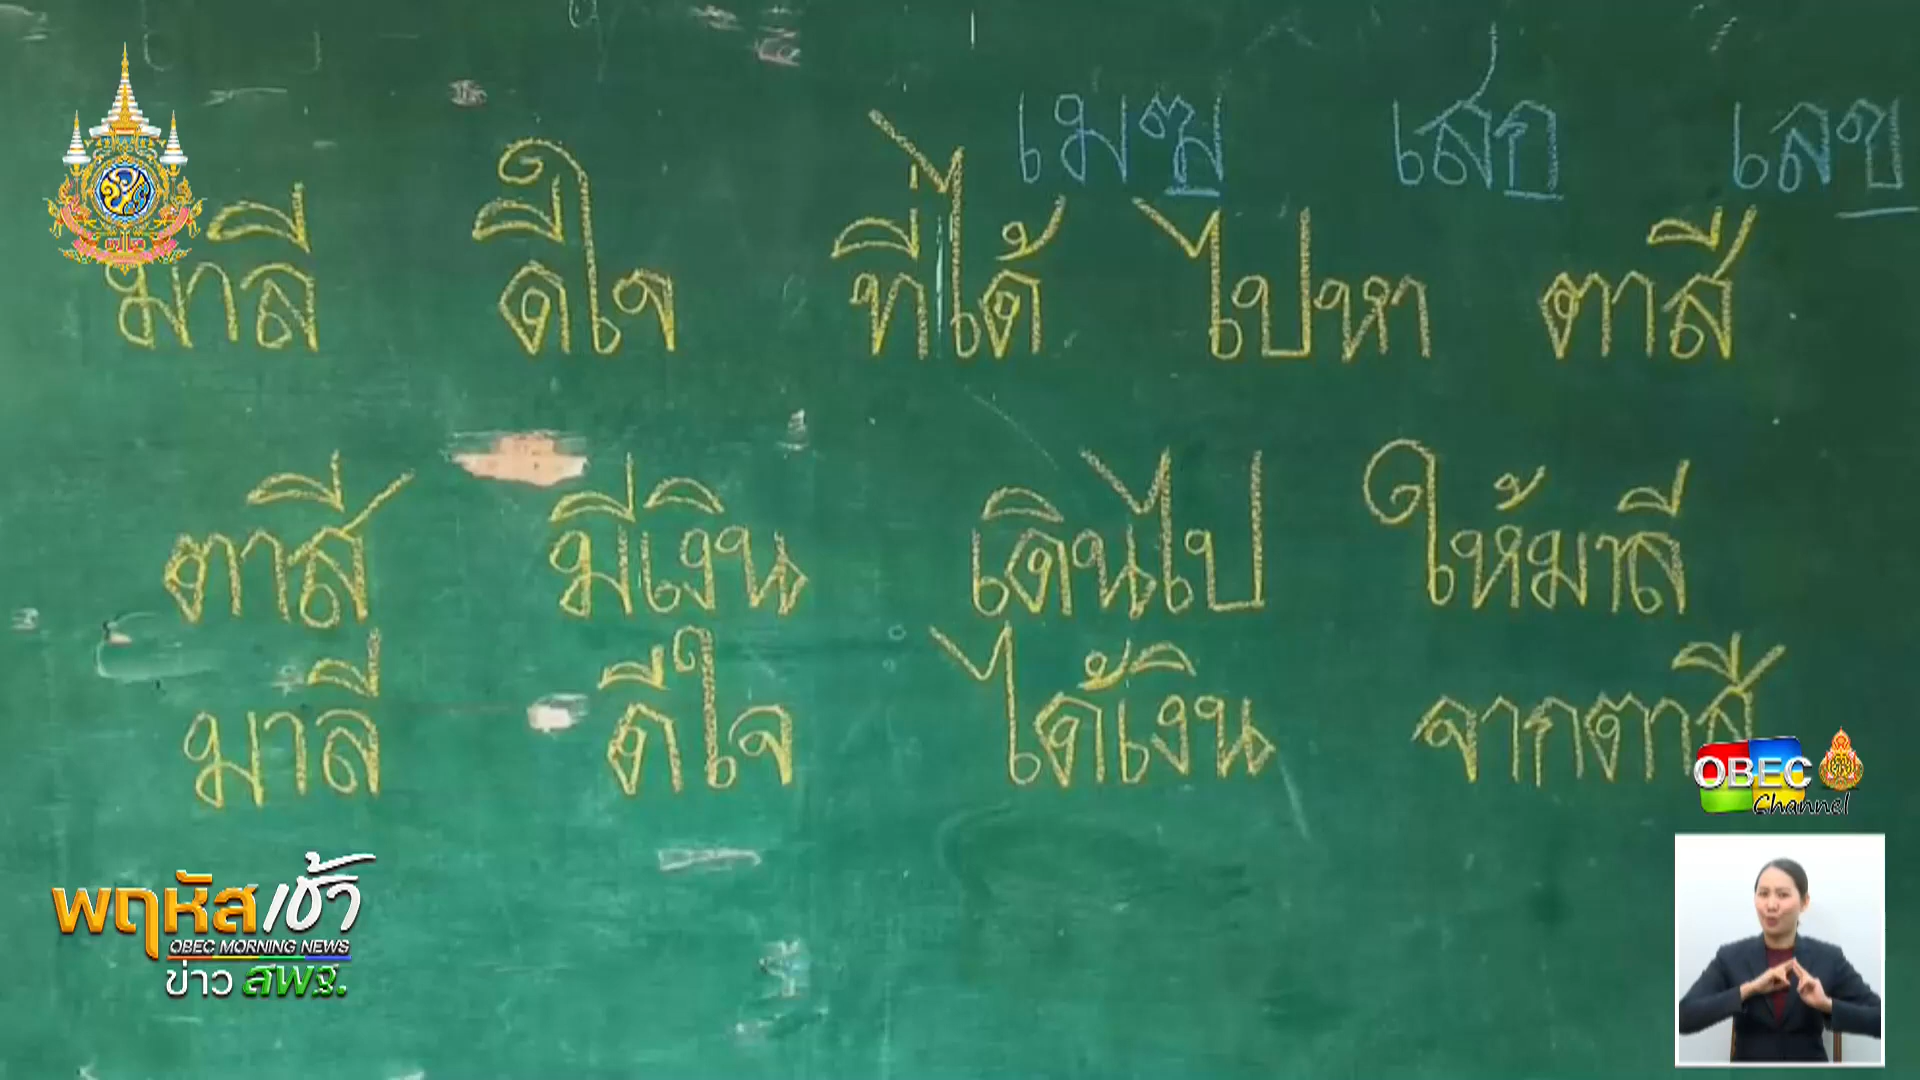 เมฆ เสก เลข
มาลี ดีใจ ที่ได้ ไปหา ตาสี
ตาสี มีเงิน เดินไป ให้มาลี
มาลี ดีใจ ได้เงิน จากตาสี
OBEC
Channel
พฤหัสเช้า
OBEC MORNING NEWS
ข่าว สพฐ.